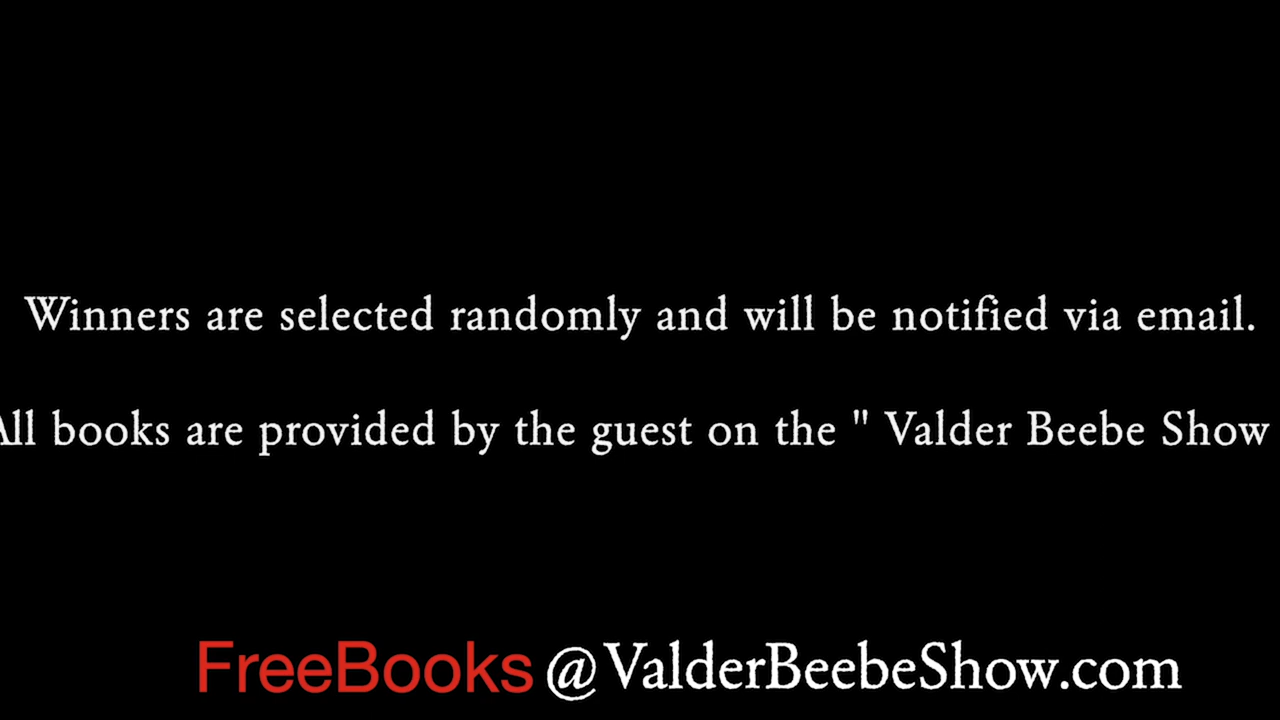 Winners are selected randomly and will be notified via email.
All books are provided by the guest on the " Valder Beebe Show
FreeBooks @ValderBeebeShow.com